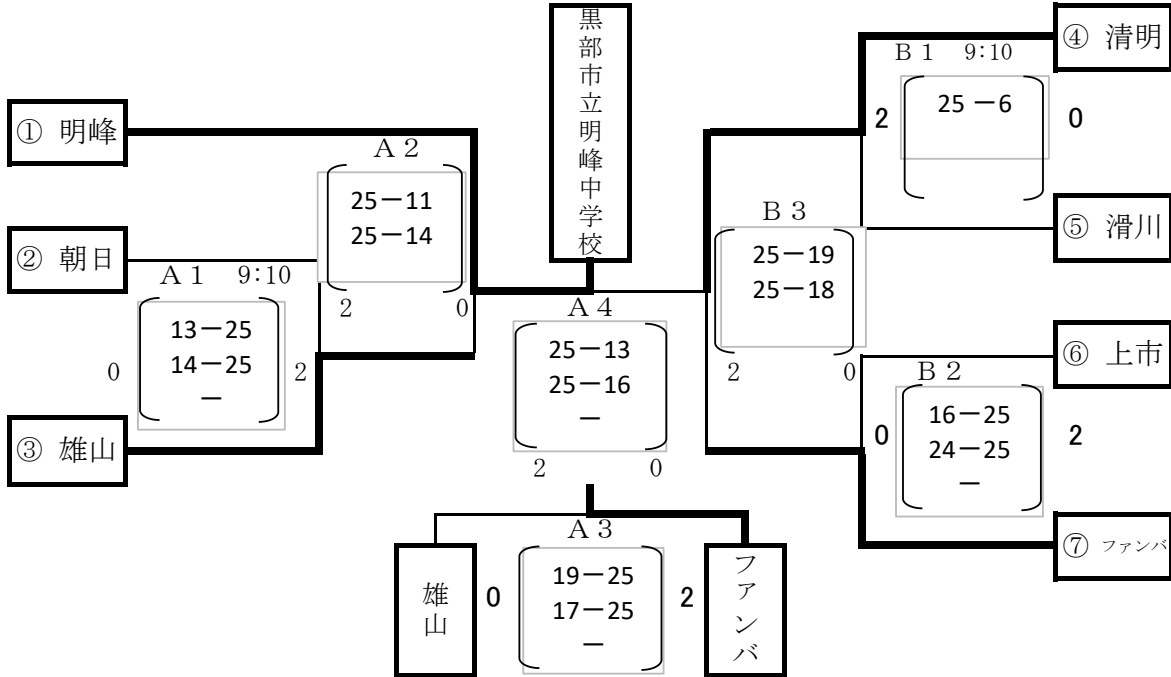 黒部市立明峰中学校
① 明峰
② 朝日
③ 雄山
A 2
25－11
25－14
2 0
A 1 9:10
13－25
14－25
－
0 2
A 4
25－13
25－16
－
2 0
A 3
19－25
17－25
－
0 2
雄山
ファンバ
④ 清明
B 1 9:10
25－6
2 0
⑤ 滑川
B 3
25－19
25－18
2 0
⑥ 上市
B 2
16－25
24－25
－
0 2
⑦ ファンバ